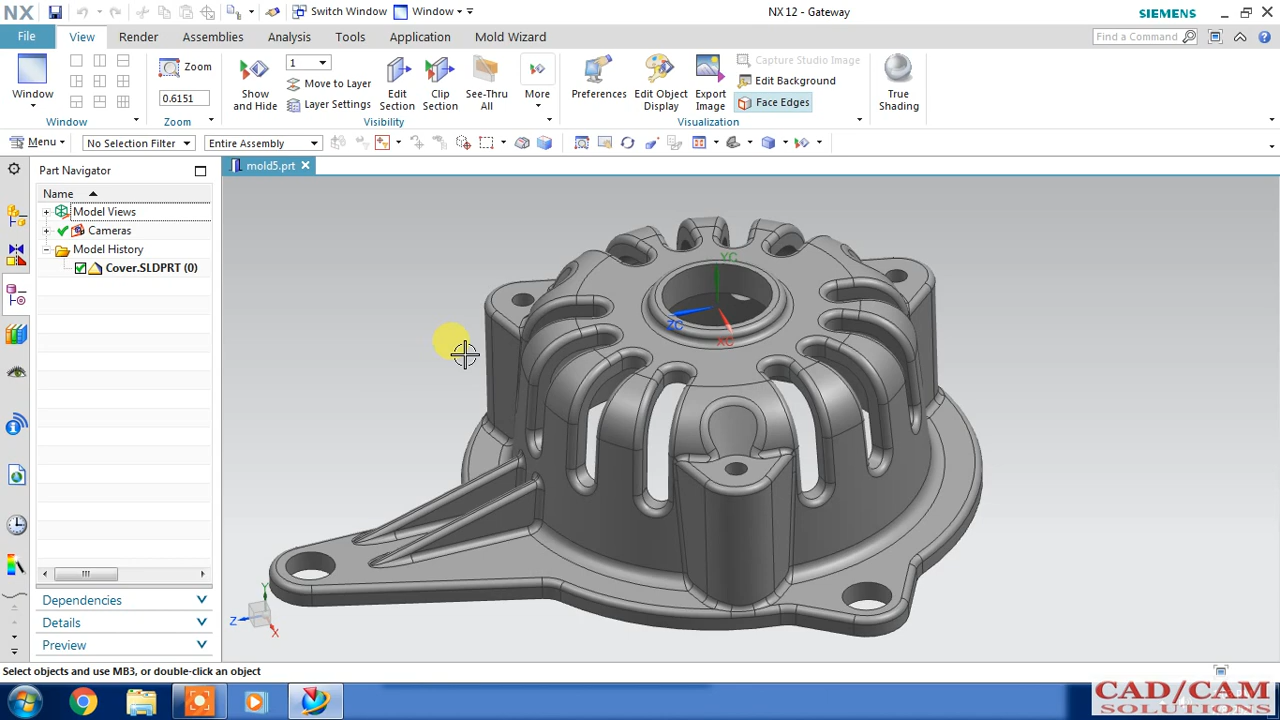 NX
Switch Window
Window
NX 12 - Gateway
SIEMENS
File
View
Render
Assemblies
Analysis
Tools
Application
Mold Wizard
Find a Command
Window
Zoom
0.6151
Show and Hide
1
Move to Layer
Layer Settings
Edit Section
Clip Section
See-Thru All
More
Preferences
Edit Object Display
Export Image
Capture Studio Image
Edit Background
Face Edges
True Shading
Window
Zoom
Visibility
Visualization
Menu
No Selection Filter
Entire Assembly
Part Navigator
mold5.prt
Name
Model Views
Cameras
Model History
Cover.SLDPRT (0)
YC
ZC
XC
Dependencies
Details
Preview
Y
Z
X
Select objects and use MB3, or double-click an object
CAD/CAM
SOLUTIONS